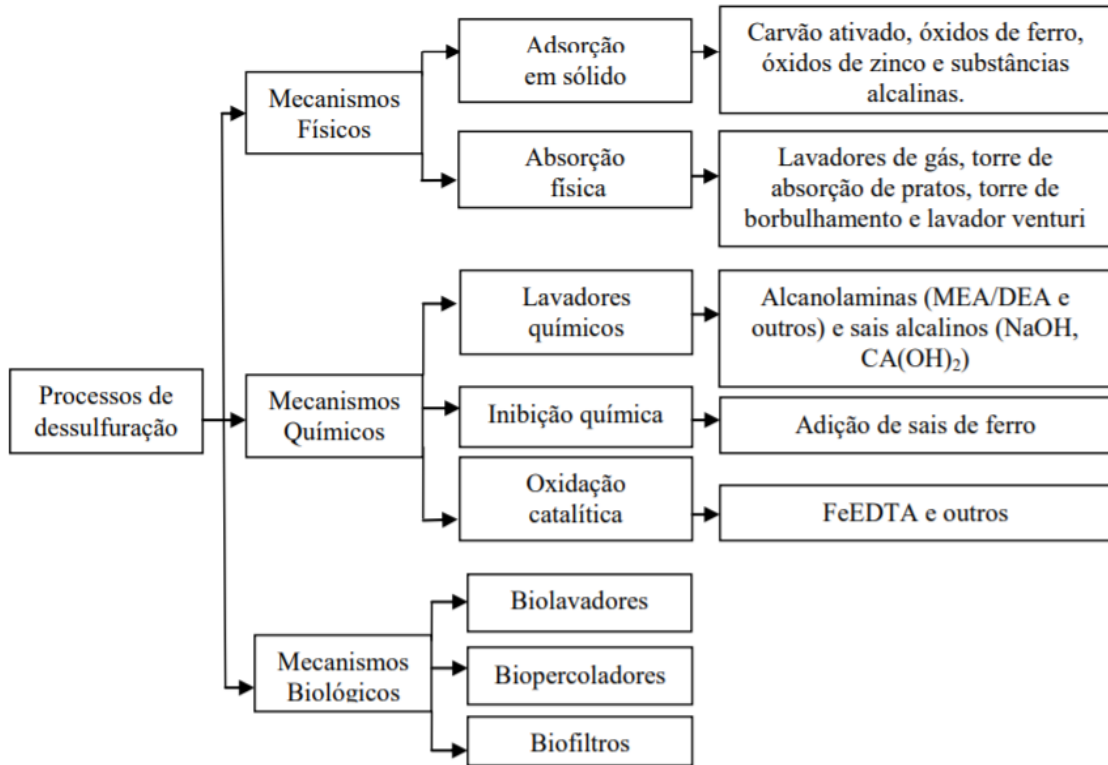 Processos de
dessulfuração
Mecanismos
Físicos
Adsorção
em sólido
Carvão ativado, óxidos de ferro,
óxidos de zinco e substâncias
alcalinas.
Absorção
física
Lavadores de gás, torre de
absorção de pratos, torre de
borbulhamento e lavador venturi
Mecanismos
Químicos
Lavadores
químicos
Alcanolaminas (MEA/DEA e
outros) e sais alcalinos (NaOH,
CA(OH)₂)
Inibição química
Adição de sais de ferro
Oxidação
catalítica
FeEDTA e outros
Mecanismos
Biológicos
Biolavadores
Biopercoladores
Biofiltros